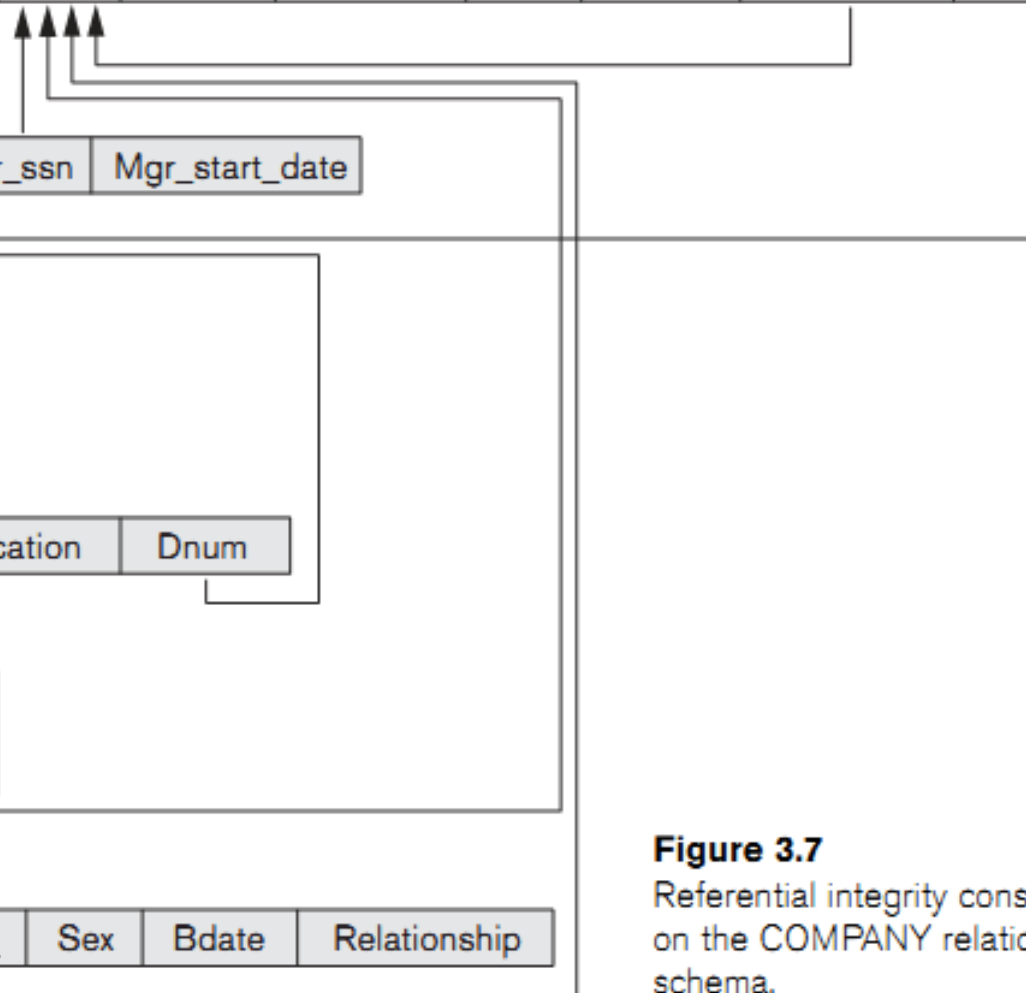 _ssn Mgr_start_date
cation Dnum
Sex Bdate Relationship
Figure 3.7
Referential integrity cons
on the COMPANY relatio
schema.